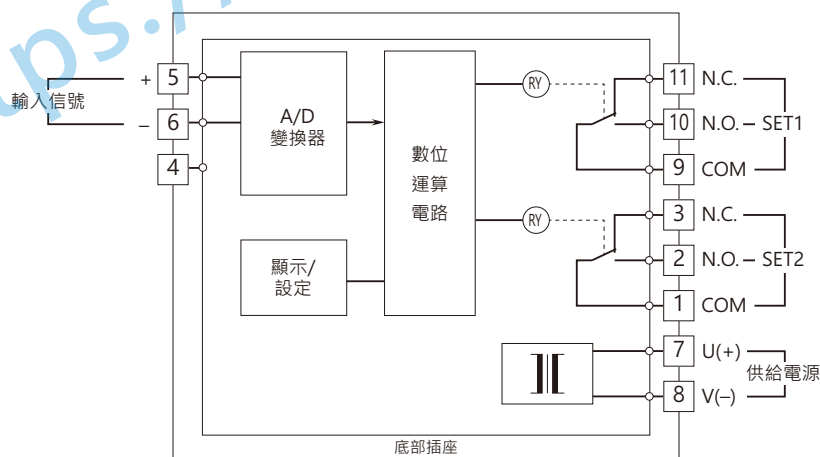 ups./
輸入信號
+ 5
– 6
4
A/D
變換器
數位
運算
電路
顯示/
設定
RY
RY
11 N.C.
10 N.O. SET1
9 COM
3 N.C.
2 N.O. SET2
1 COM
7 U(+)
8 V(–)
供給電源
底部插座